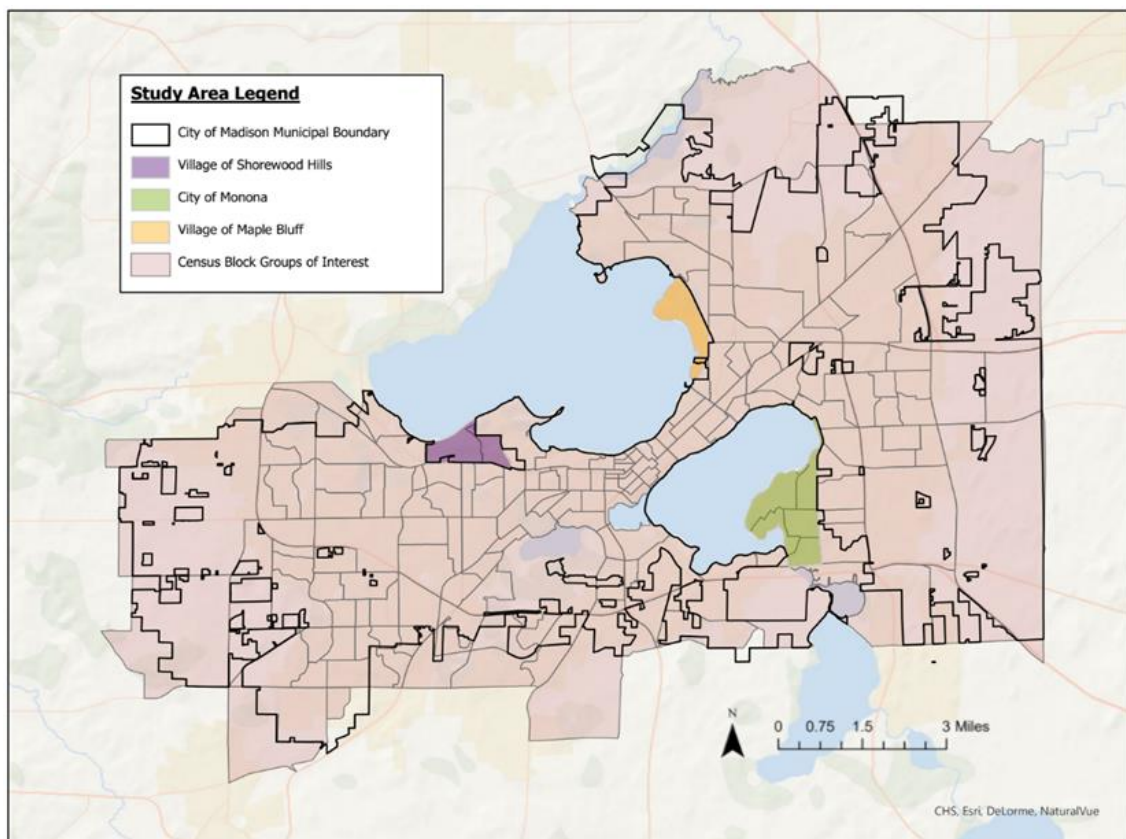 Study Area Legend
City of Madison Municipal Boundary
Village of Shorewood Hills
City of Monona
Village of Maple Bluff
Census Block Groups of Interest
N
0 0.75 1.5 3 Miles
CHS, Esri, DeLorme, NaturalVue